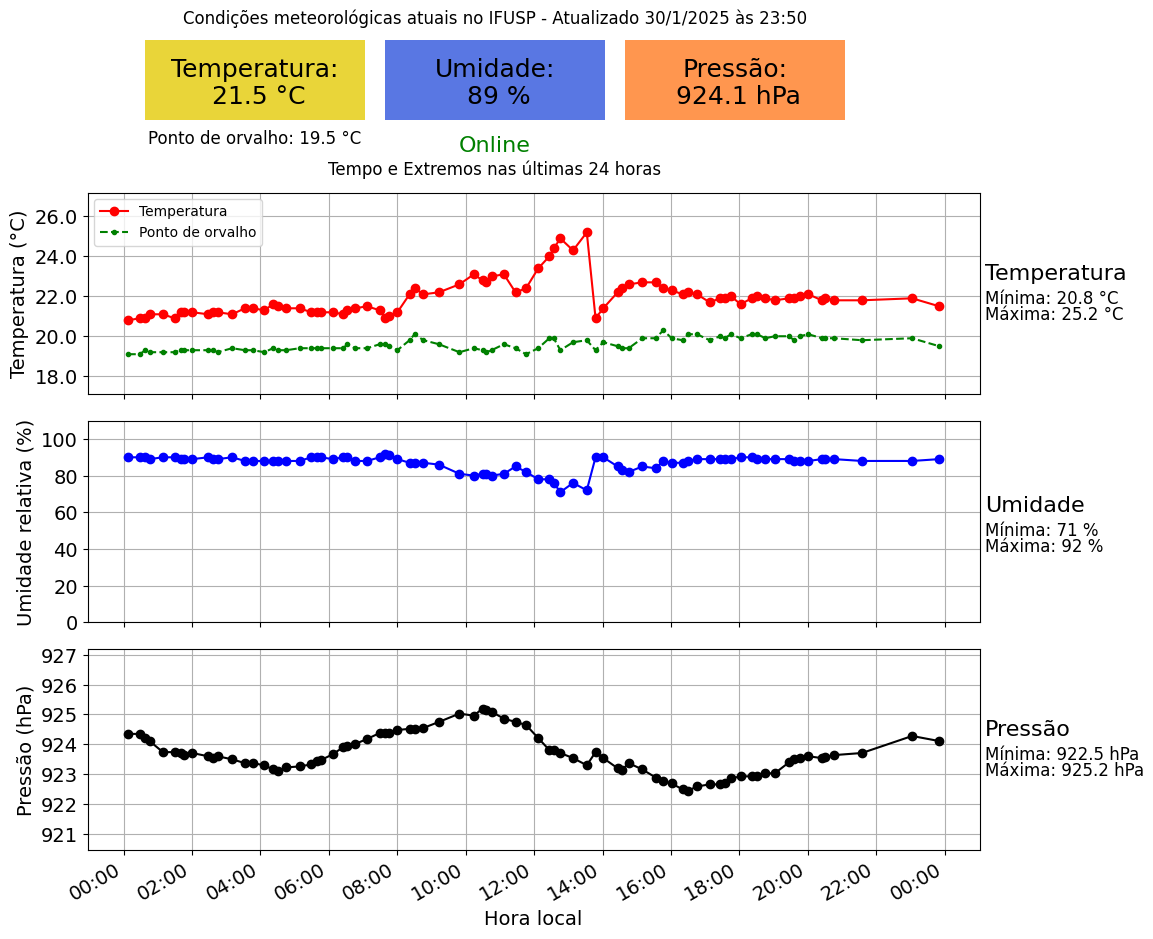 Condições meteorológicas atuais no IFUSP - Atualizado 30/1/2025 às 23:50
Temperatura:
21.5 °C
Umidade:
89 %
Pressão:
924.1 hPa
Ponto de orvalho: 19.5 °C
Online
Tempo e Extremos nas últimas 24 horas
Temperatura (°C)
26.0
24.0
22.0
20.0
18.0
Temperatura
Ponto de orvalho
Temperatura
Mínima: 20.8 °C
Máxima: 25.2 °C
Umidade relativa (%)
100
80
60
40
20
0
Umidade
Mínima: 71 %
Máxima: 92 %
Pressão (hPa)
927
926
925
924
923
922
921
Pressão
Mínima: 922.5 hPa
Máxima: 925.2 hPa
00:00 02:00 04:00 06:00 08:00 10:00 12:00 14:00 16:00 18:00 20:00 22:00 00:00
Hora local